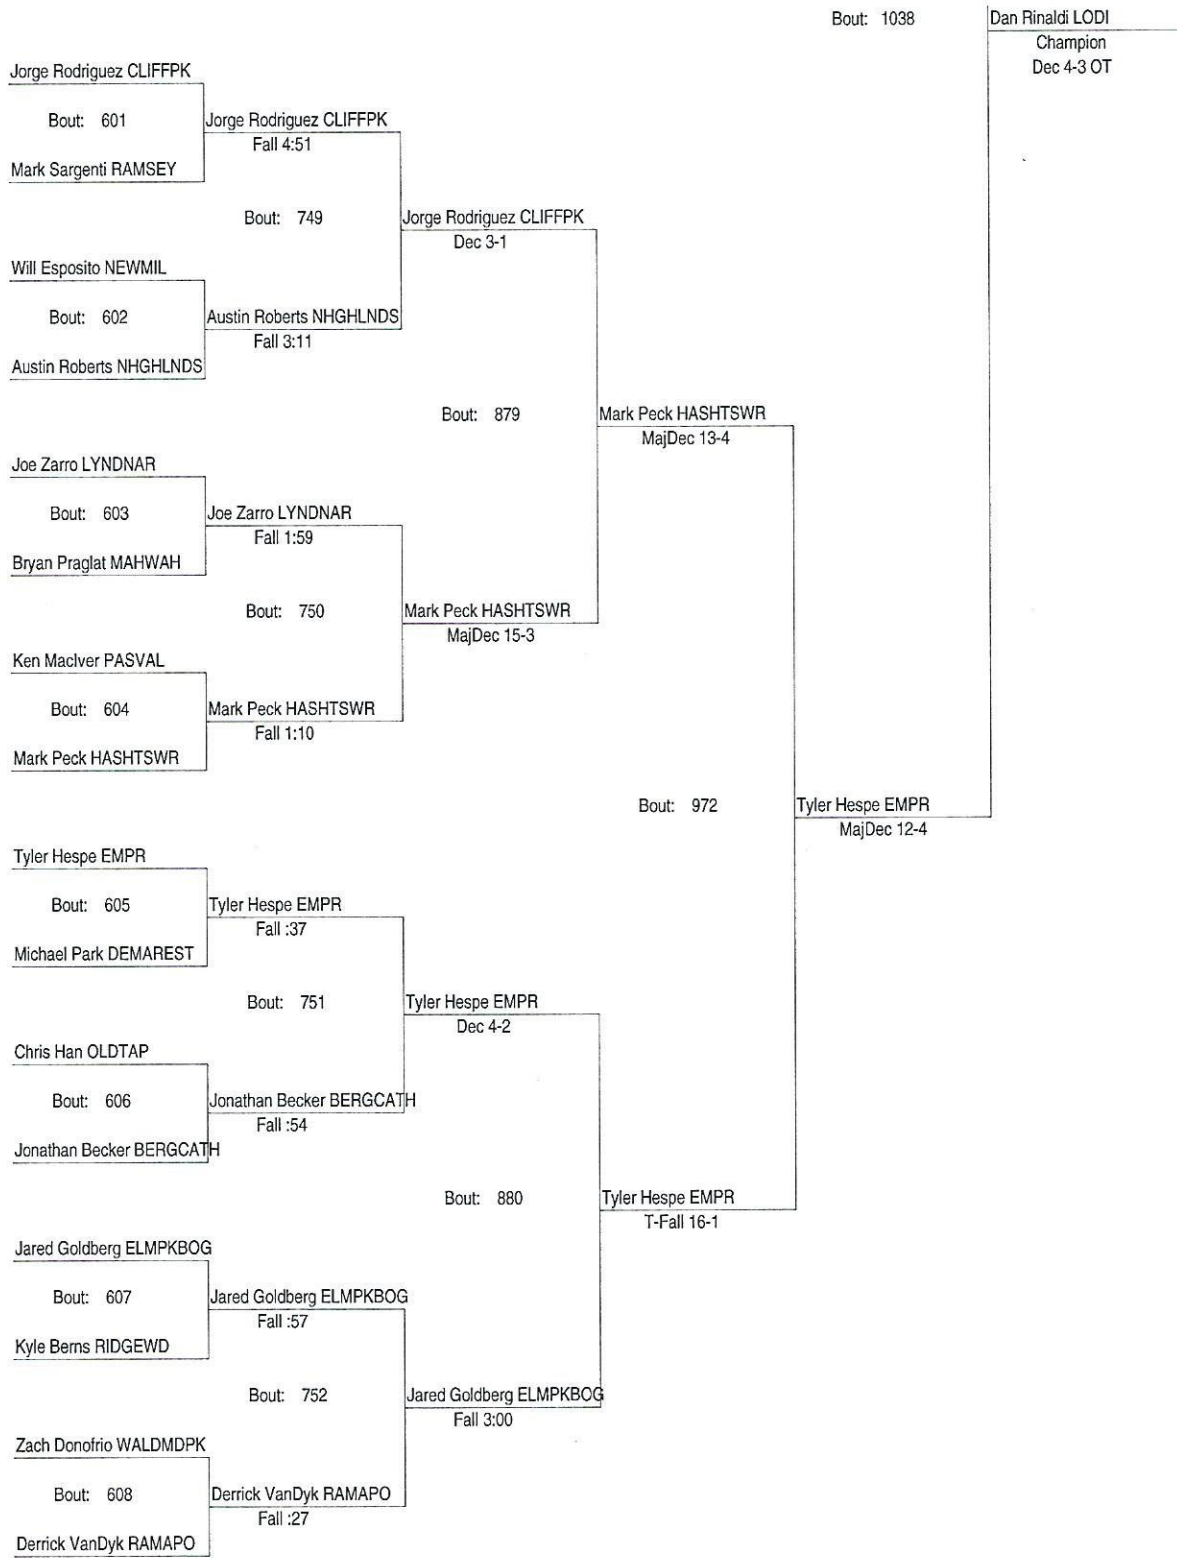 Bout: 1038
Dan Rinaldi LODI
Champion
Dec 4-3 OT
Jorge Rodriguez CLIFFPK
Bout: 601
Jorge Rodriguez CLIFFPK
Fall 4:51
Mark Sargenti RAMSEY
Bout: 749
Jorge Rodriguez CLIFFPK
Dec 3-1
Will Esposito NEWMIL
Bout: 602
Austin Roberts NHGHLNDS
Fall 3:11
Austin Roberts NHGHLNDS
Bout: 879
Mark Peck HASHTSWR
MajDec 13-4
Joe Zarro LYNDNAR
Bout: 603
Joe Zarro LYNDNAR
Fall 1:59
Bryan Praglat MAHWAH
Bout: 750
Mark Peck HASHTSWR
MajDec 15-3
Ken MacIver PASVAL
Bout: 604
Mark Peck HASHTSWR
Fall 1:10
Mark Peck HASHTSWR
Bout: 972
Tyler Hespe EMPR
MajDec 12-4
Tyler Hespe EMPR
Bout: 605
Tyler Hespe EMPR
Fall :37
Michael Park DEMAREST
Bout: 751
Tyler Hespe EMPR
Dec 4-2
Chris Han OLDTAP
Bout: 606
Jonathan Becker BERGCATH
Fall :54
Jonathan Becker BERGCATH
Bout: 880
Tyler Hespe EMPR
T-Fall 16-1
Jared Goldberg ELMPKBOG
Bout: 607
Jared Goldberg ELMPKBOG
Fall :57
Kyle Berns RIDGEWD
Bout: 752
Jared Goldberg ELMPKBOG
Fall 3:00
Zach Donofrio WALDMDPK
Bout: 608
Derrick VanDyk RAMAPO
Fall :27
Derrick VanDyk RAMAPO